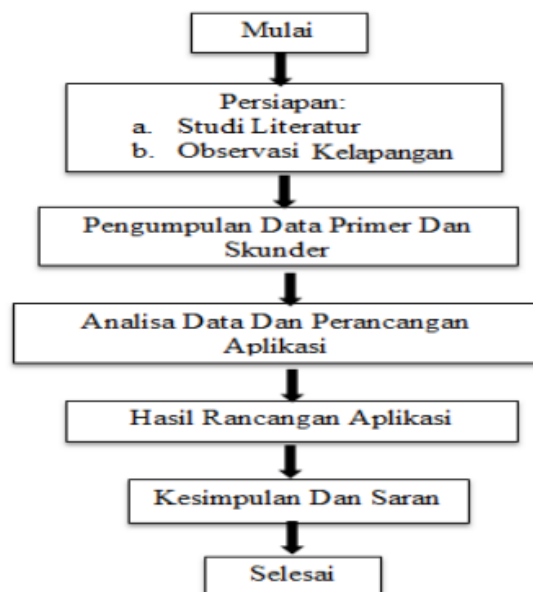 Mulai
Persiapan:
a. Studi Literatur
b. Observasi Kelapangan
Pengumpulan Data Primer Dan
Skunder
Analisa Data Dan Perancangan
Aplikasi
Hasil Rancangan Aplikasi
Kesimpulan Dan Saran
Selesai